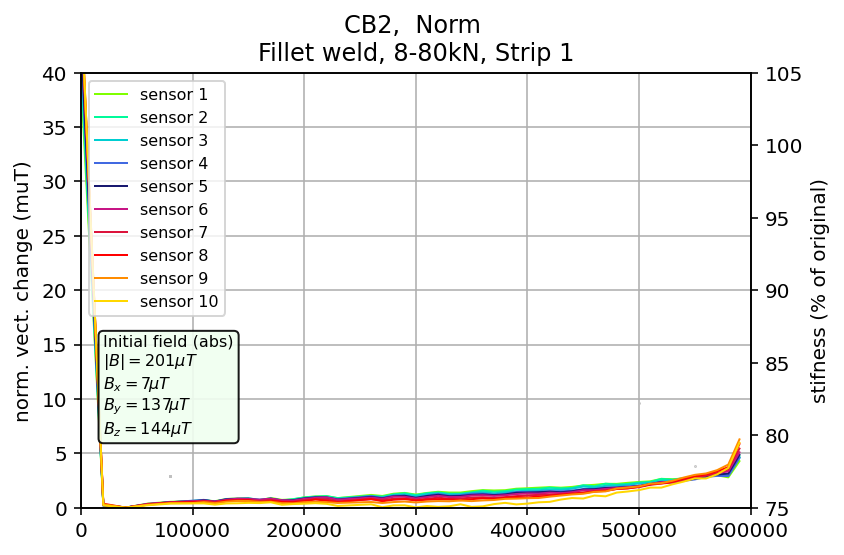 CB2,  Norm
Fillet weld, 8-80kN, Strip 1
norm. vect. change (muT)
40
35
30
25
20
15
10
5
0
sensor 1
sensor 2
sensor 3
sensor 4
sensor 5
sensor 6
sensor 7
sensor 8
sensor 9
sensor 10
Initial field (abs)
|B| = 201μT
B_x = 7μT
B_y = 137μT
B_z = 144μT
105
100
95
90
85
80
75
stifness (% of original)
0 100000 200000 300000 400000 500000 600000